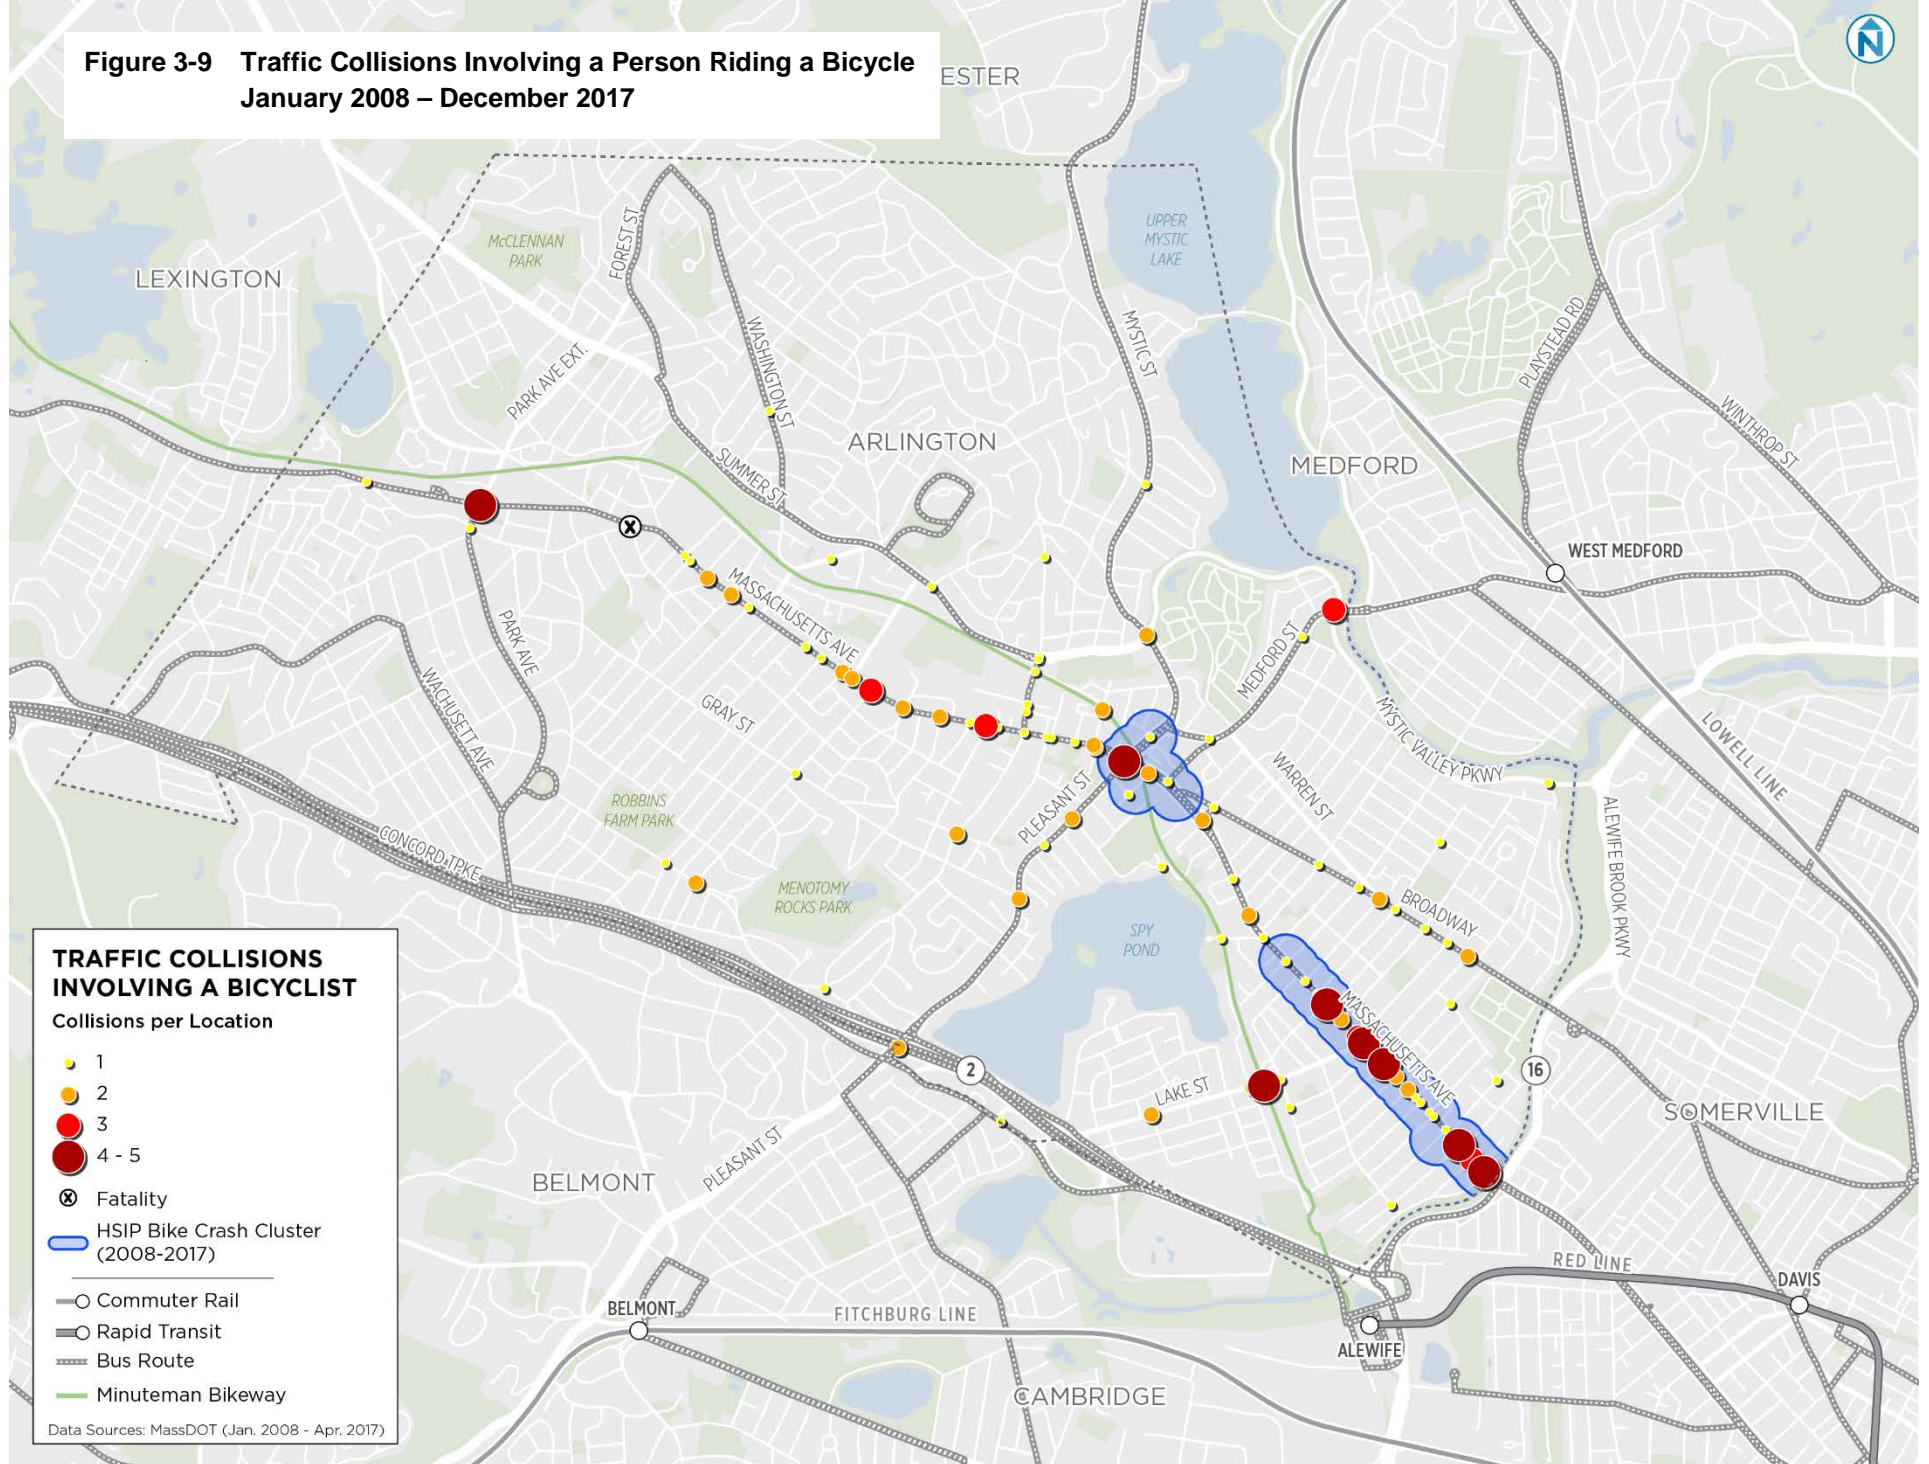 Figure 3-9 Traffic Collisions Involving a Person Riding a Bicycle
January 2008 – December 2017
N
ESTER
UPPER
MYSTIC
LAKE
McCLENNAN
PARK
FOREST ST
LEXINGTON
WASHINGTON ST
MYSTIC ST
PLAYSTEAD RD
PARK AVE EXT.
WINTHROP ST
ARLINGTON
MEDFORD
SUMMER ST
WEST MEDFORD
MASSACHUSETTS AVE
PARK AVE
MEDFORD ST
WACHUSETT AVE
GRAY ST
MYSTIC VALLEY PKWY
LOWELL LINE
WARREN ST
PLEASANT ST
ROBBINS
FARM PARK
CONCORD TPKE
ALEWIFE BROOK PKWY
MENOTOMY
ROCKS PARK
BROADWAY
SPY
POND
MASSACHUSETTS AVE
2
16
LAKE ST
SOMERVILLE
PLEASANT ST
BELMONT
RED LINE
DAVIS
BELMONT
FITCHBURG LINE
ALEWIFE
CAMBRIDGE
TRAFFIC COLLISIONS
INVOLVING A BICYCLIST
Collisions per Location
1
2
3
4 - 5
X Fatality
HSIP Bike Crash Cluster
(2008-2017)
Commuter Rail
Rapid Transit
Bus Route
Minuteman Bikeway
Data Sources: MassDOT (Jan. 2008 - Apr. 2017)